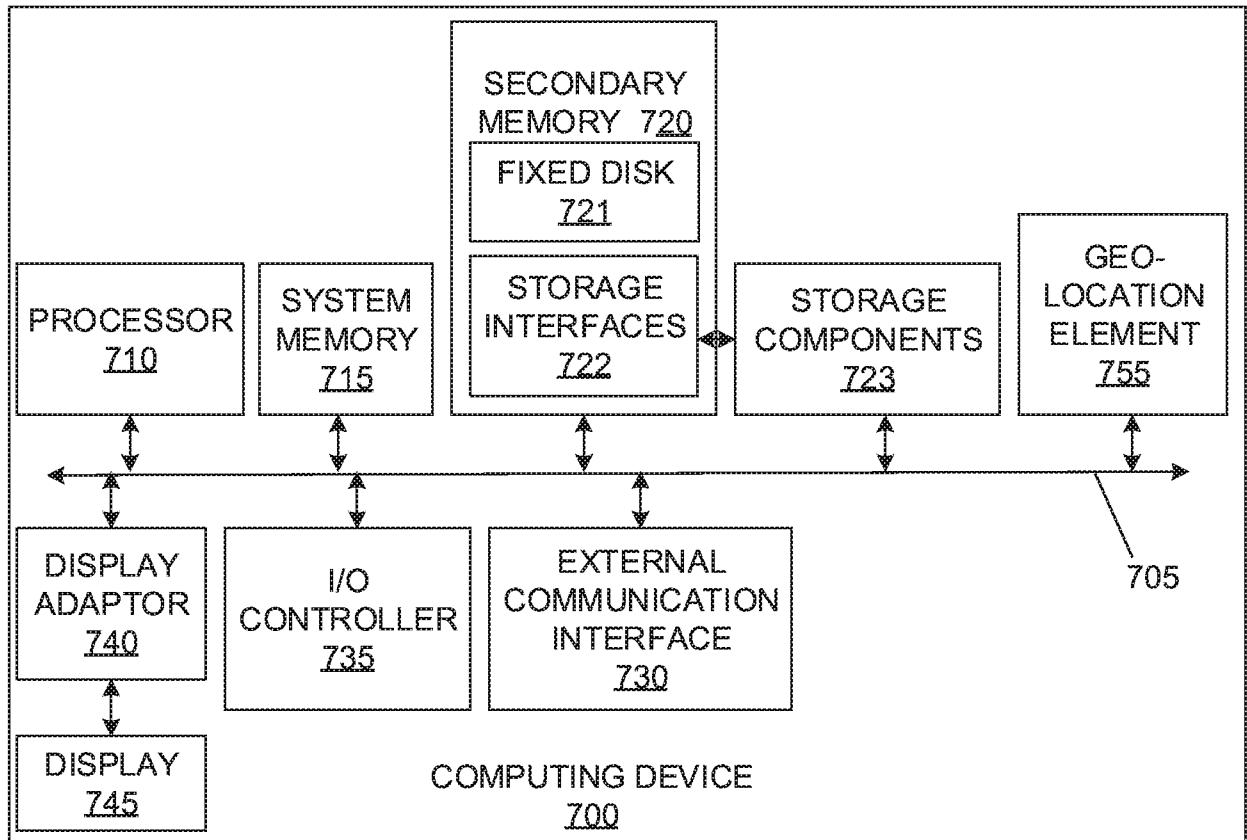 SECONDARY
MEMORY 720
FIXED DISK
721
STORAGE
INTERFACES
722
PROCESSOR
710
SYSTEM
MEMORY
715
STORAGE
COMPONENTS
723
GEO-
LOCATION
ELEMENT
755
705
DISPLAY
ADAPTOR
740
I/O
CONTROLLER
735
EXTERNAL
COMMUNICATION
INTERFACE
730
DISPLAY
745
COMPUTING DEVICE
700